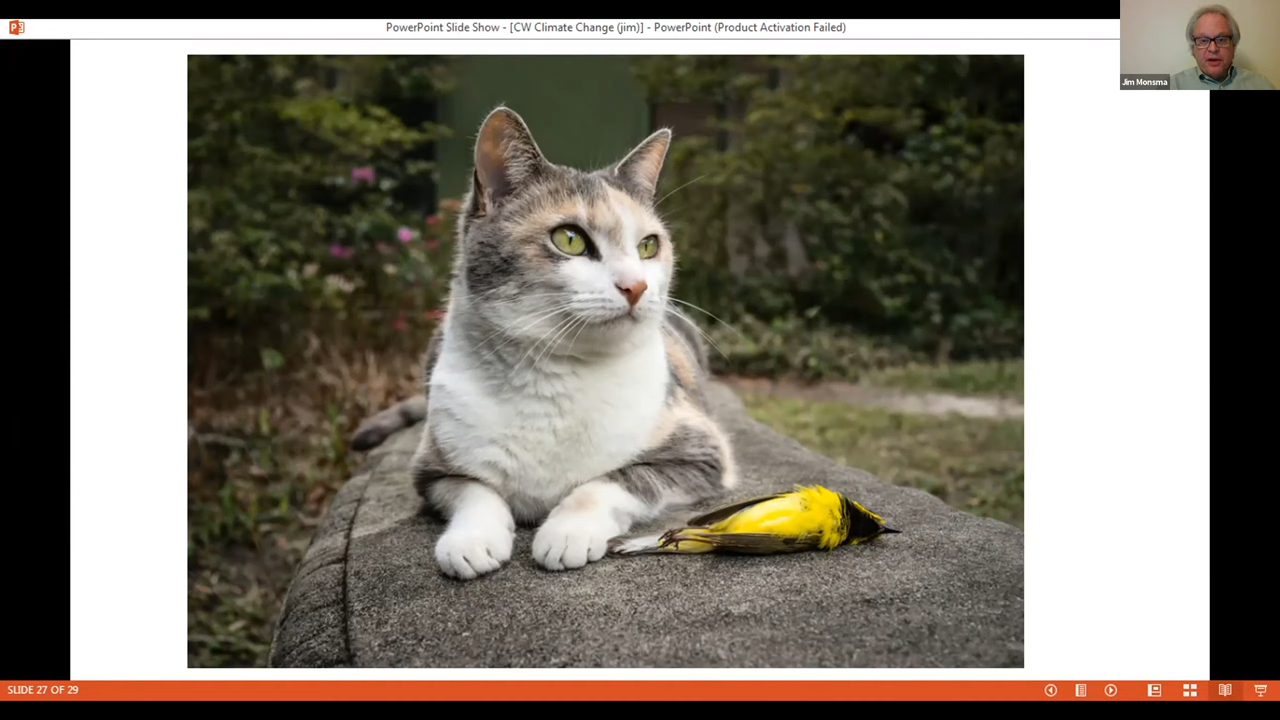 PowerPoint Slide Show - [CW Climate Change (jim)] - PowerPoint (Product Activation Failed)
Jim Monsma
SLIDE 27 OF 29